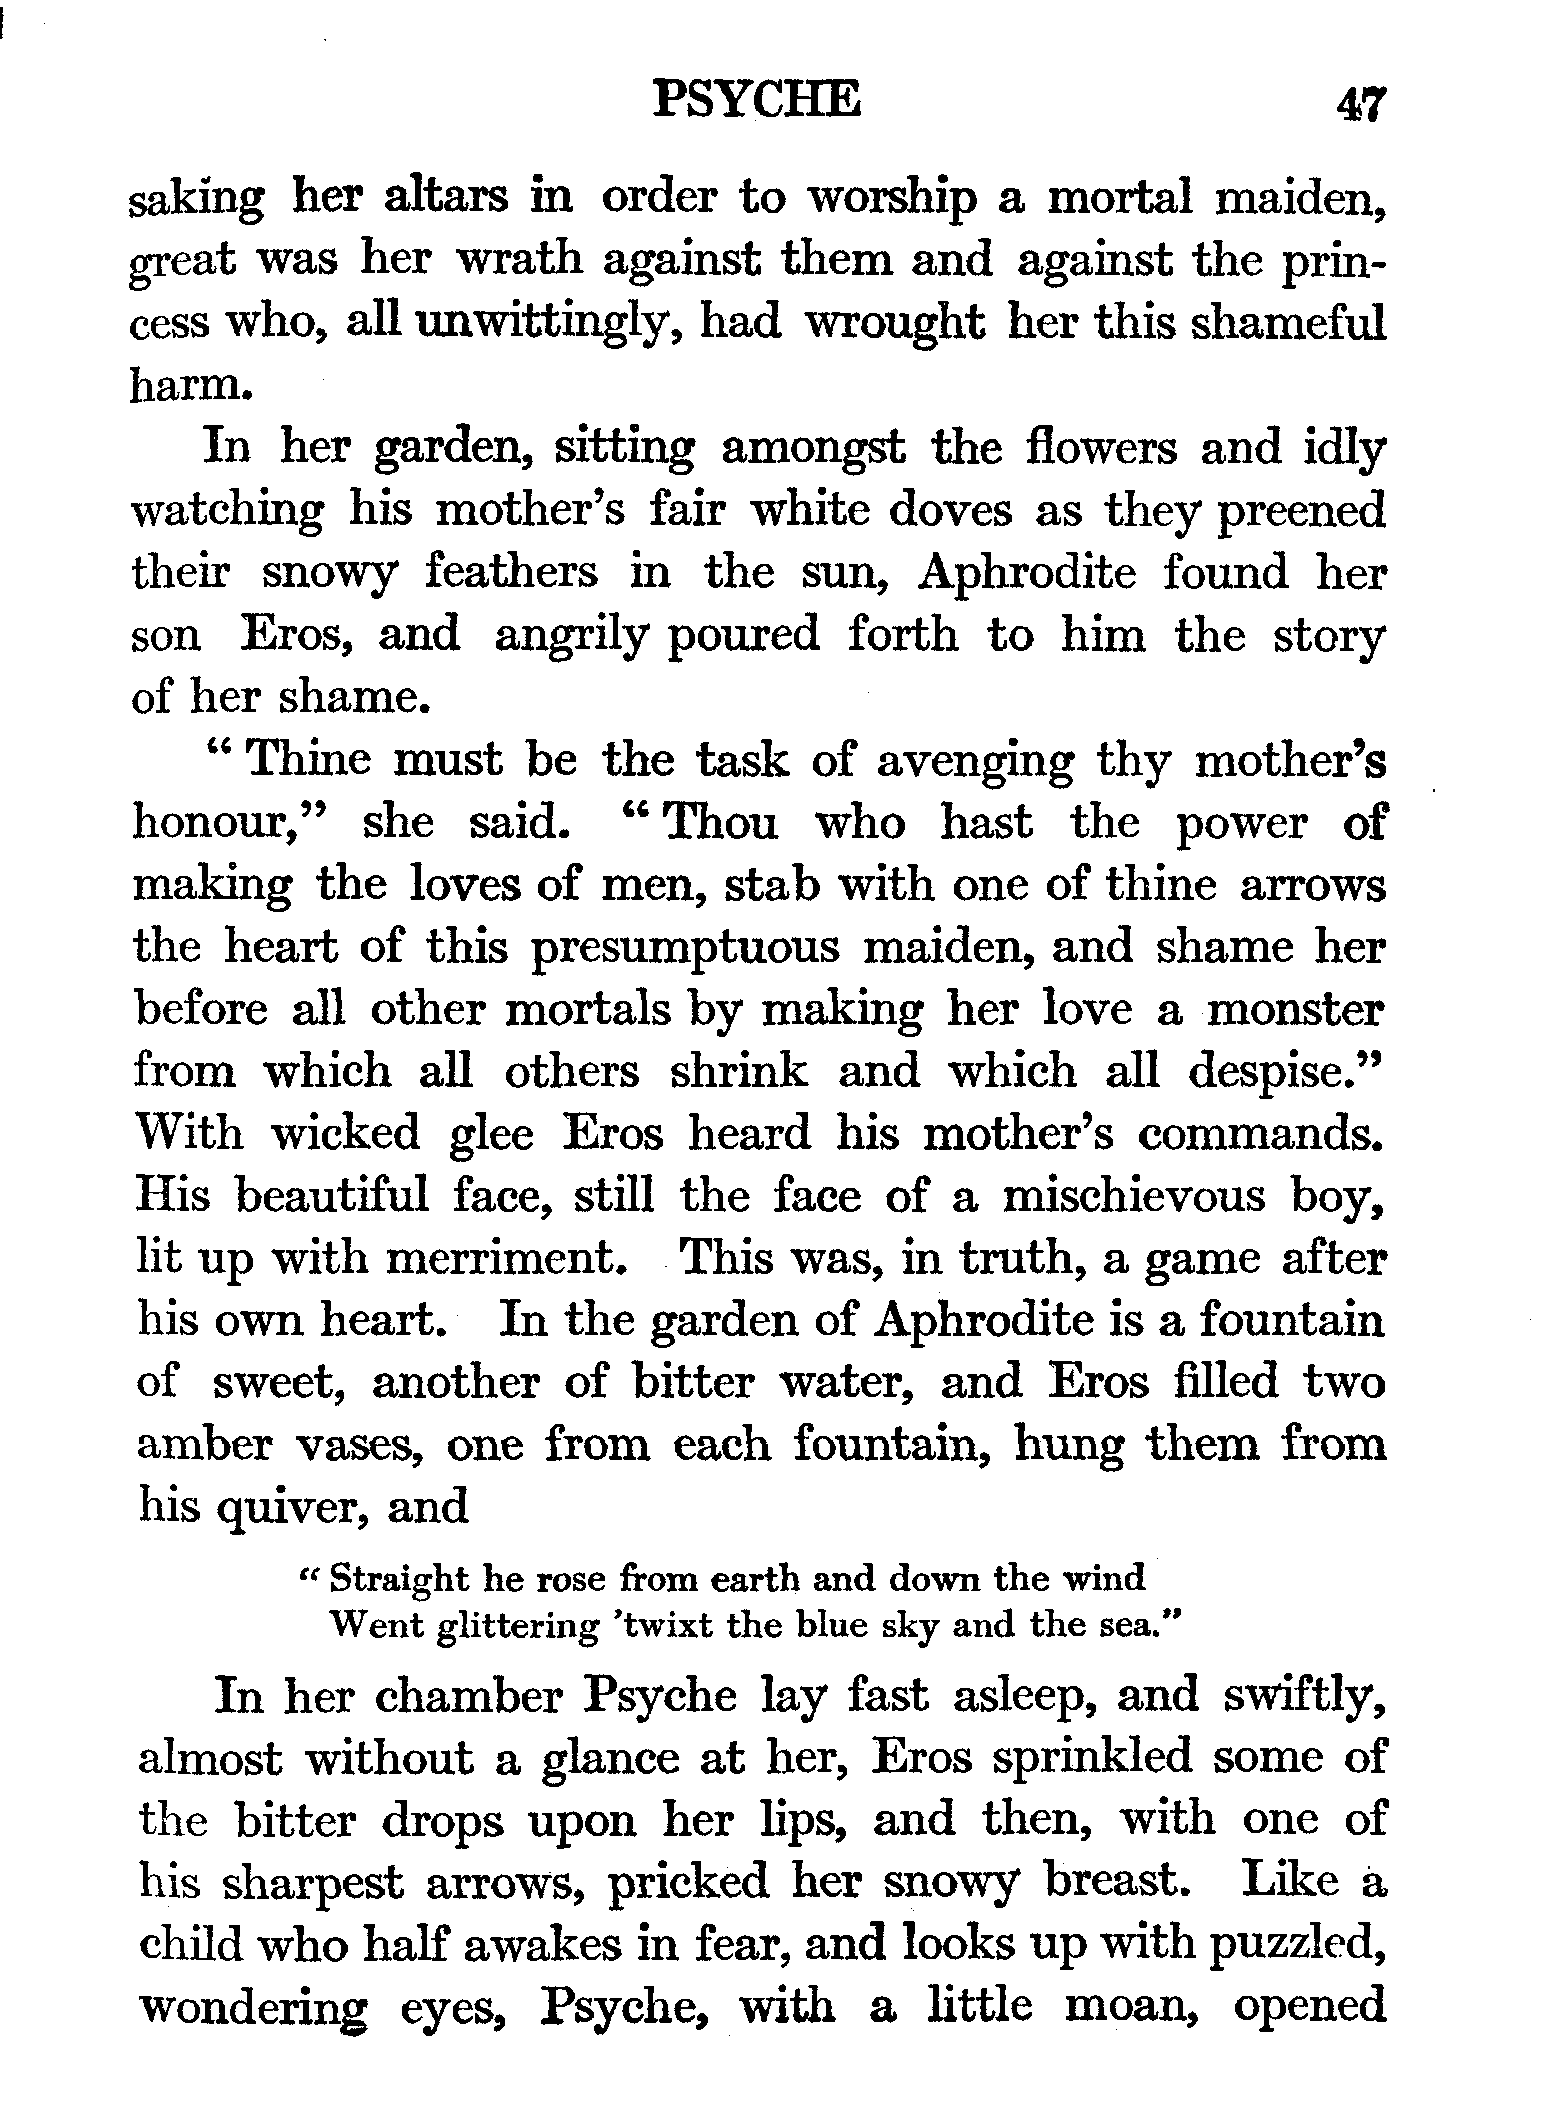 PSYCHE 47
saking her altars in order to worship a mortal maiden,
great was her wrath against them and against the prin-
cess who, all unwittingly, had wrought her this shameful
harm.
In her garden, sitting amongst the flowers and idly
watching his mother's fair white doves as they preened
their snowy feathers in the sun, Aphrodite found her
son Eros, and angrily poured forth to him the story
of her shame.
“ Thine must be the task of avenging thy mother's
honour,” she said. “ Thou who hast the power of
making the loves of men, stab with one of thine arrows
the heart of this presumptuous maiden, and shame her
before all other mortals by making her love a monster
from which all others shrink and which all despise.”
With wicked glee Eros heard his mother's commands.
His beautiful face, still the face of a mischievous boy,
lit up with merriment. This was, in truth, a game after
his own heart. In the garden of Aphrodite is a fountain
of sweet, another of bitter water, and Eros filled two
amber vases, one from each fountain, hung them from
his quiver, and
“ Straight he rose from earth and down the wind
Went glittering 'twixt the blue sky and the sea.”
In her chamber Psyche lay fast asleep, and swiftly,
almost without a glance at her, Eros sprinkled some of
the bitter drops upon her lips, and then, with one of
his sharpest arrows, pricked her snowy breast. Like a
child who half awakes in fear, and looks up with puzzled,
wondering eyes, Psyche, with a little moan, opened